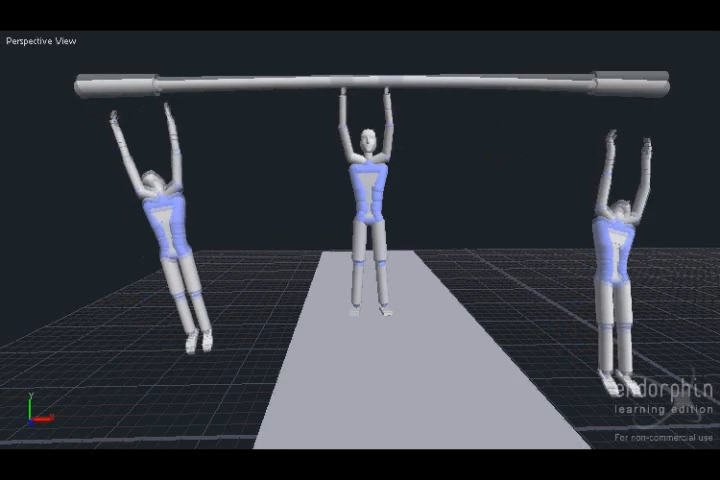 Perspective View
Y
endorphin
learning edition
For non-commercial use